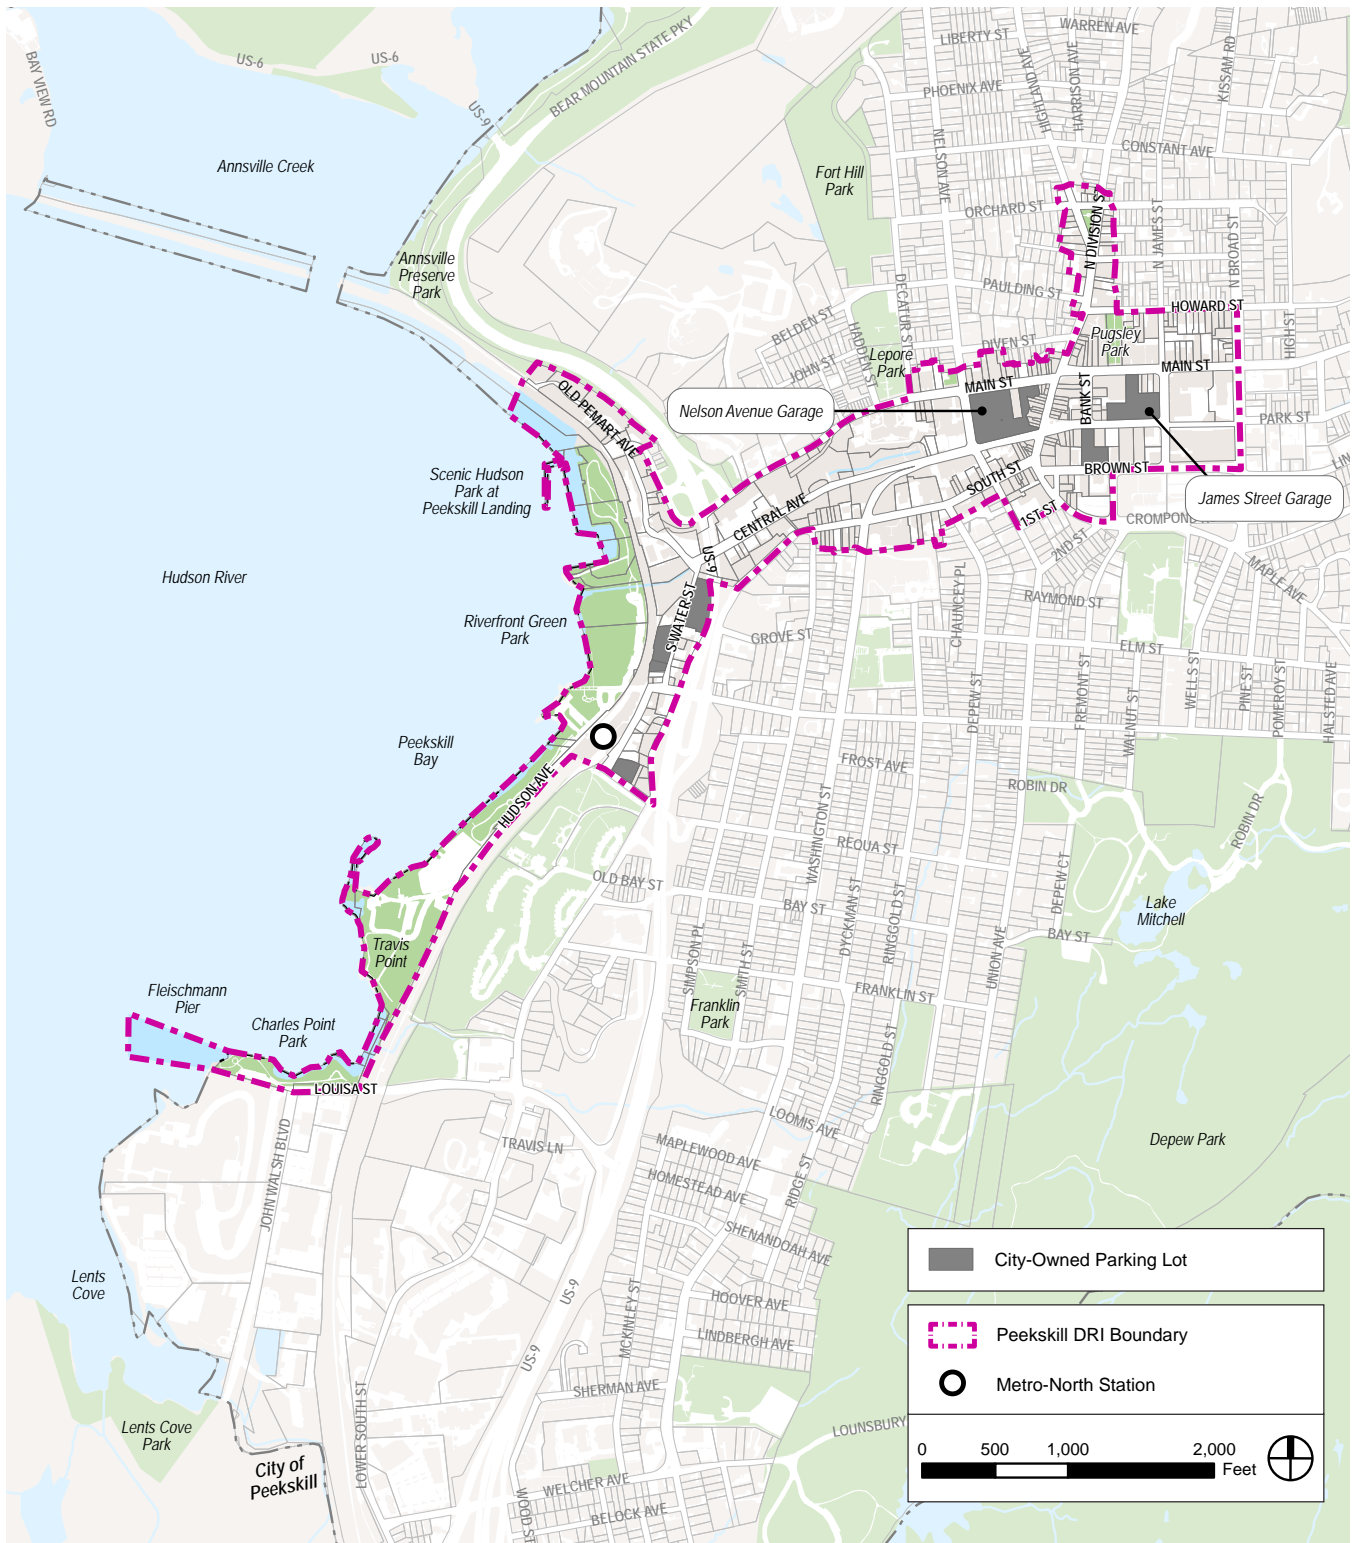 WARREN AVE
LIBERTY ST
BEAR MOUNTAIN STATE PKY
KISSAM RD
HIGHLAND AVE
HARRISON AVE
BAY VIEW RD
US-6
US-6
PHOENIX AVE
US-9
NELSON AVE
CONSTANT AVE
Annsville Creek
Fort Hill
Park
ORCHARD ST
N DIVISION ST
N JAMES ST
N BROAD ST
Annsville
Preserve
Park
DECATUR ST
PAULDING ST
HOWARD ST
BELDEN ST
HADDEN ST
Lepore
Park
DIVEN ST
Pugsley
Park
HIGH ST
JOHN ST
MAIN ST
MAIN ST
OLD PEMART AVE
Nelson Avenue Garage
BANK ST
PARK ST
Scenic Hudson
Park at
Peekskill Landing
SOUTH ST
BROWN ST
LIN
James Street Garage
CENTRAL AVE
1ST ST
CROMPOND
2ND ST
US-9
MAPLE AVE
Hudson River
CHAUNCEY PL
RAYMOND ST
S WATER ST
Riverfront Green
Park
GROVE ST
ELM ST
DEPEW ST
FREMONT ST
WALNUT ST
WELLS ST
PINE ST
POMEROY ST
HALSTED AVE
Peekskill
Bay
FROST AVE
HUDSON AVE
ROBIN DR
ROBIN DR
WASHINGTON ST
REQUA ST
OLD BAY ST
BAY ST
DYCKMAN ST
RINGGOLD ST
DEPEW CT
Lake
Mitchell
BAY ST
Travis
Point
SIMPSON PL
SMITH ST
UNION AVE
Fleischmann
Pier
FRANKLIN ST
Franklin
Park
Charles Point
Park
RINGGOLD ST
LOUISA ST
LOOMIS AVE
JOHN WALSH BLVD
TRAVIS LN
MAPLEWOOD AVE
Depew Park
HOMESTEAD AVE
RIDGE ST
SHENANDOAH AVE
Lents
Cove
US-9
MCKINLEY ST
HOOVER AVE
LINDBERGH AVE
US-9
SHERMAN AVE
LOWER SOUTH ST
Lents Cove
Park
LOUNSBURY
City of
Peekskill
WELCHER AVE
WOOD ST
BELOCK AVE
City-Owned Parking Lot
Peekskill DRI Boundary
Metro-North Station
0 500 1,000 2,000
Feet